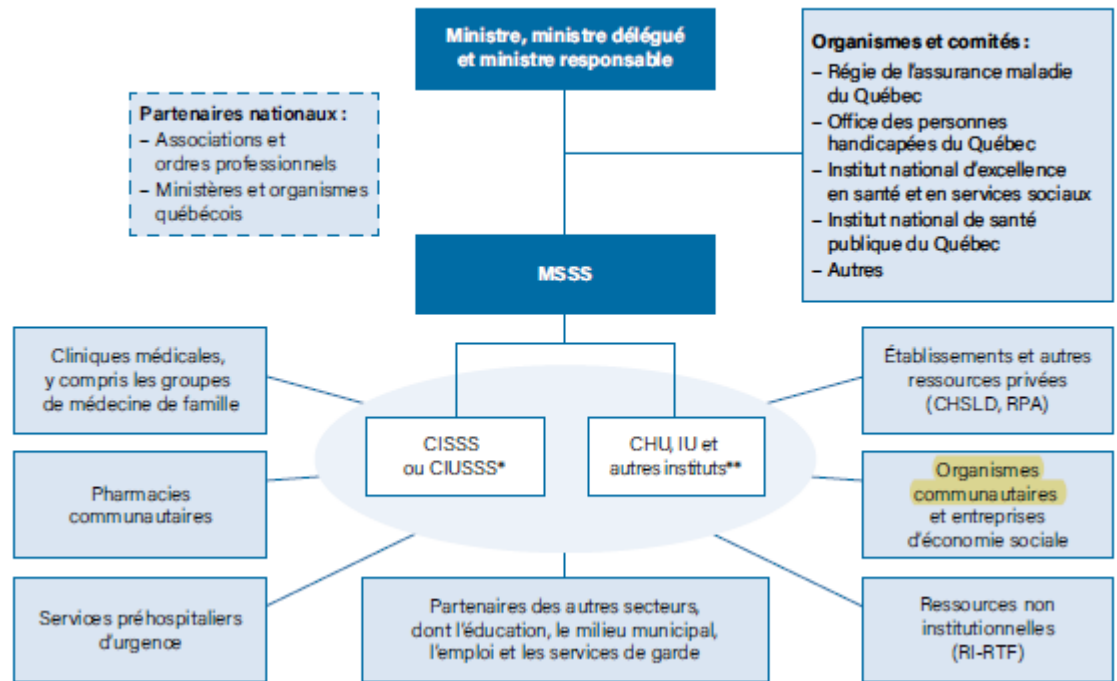 Ministre, ministre délégué
et ministre responsable
Organismes et comités :
– Régie de l'assurance maladie
du Québec
– Office des personnes
handicapées du Québec
– Institut national d'excellence
en santé et en services sociaux
– Institut national de santé
publique du Québec
– Autres
Partenaires nationaux :
– Associations et
ordres professionnels
– Ministères et organismes
québécois
MSSS
Cliniques médicales,
y compris les groupes
de médecine de famille
Établissements et autres
ressources privées
(CHSLD, RPA)
CISSS
ou CIUSSS*
CHU, IU et
autres instituts**
Pharmacies
communautaires
Organismes
communautaires
et entreprises
d'économie sociale
Services préhospitaliers
d'urgence
Partenaires des autres secteurs,
dont l'éducation, le milieu municipal,
l'emploi et les services de garde
Ressources non
institutionnelles
(RI-RTF)